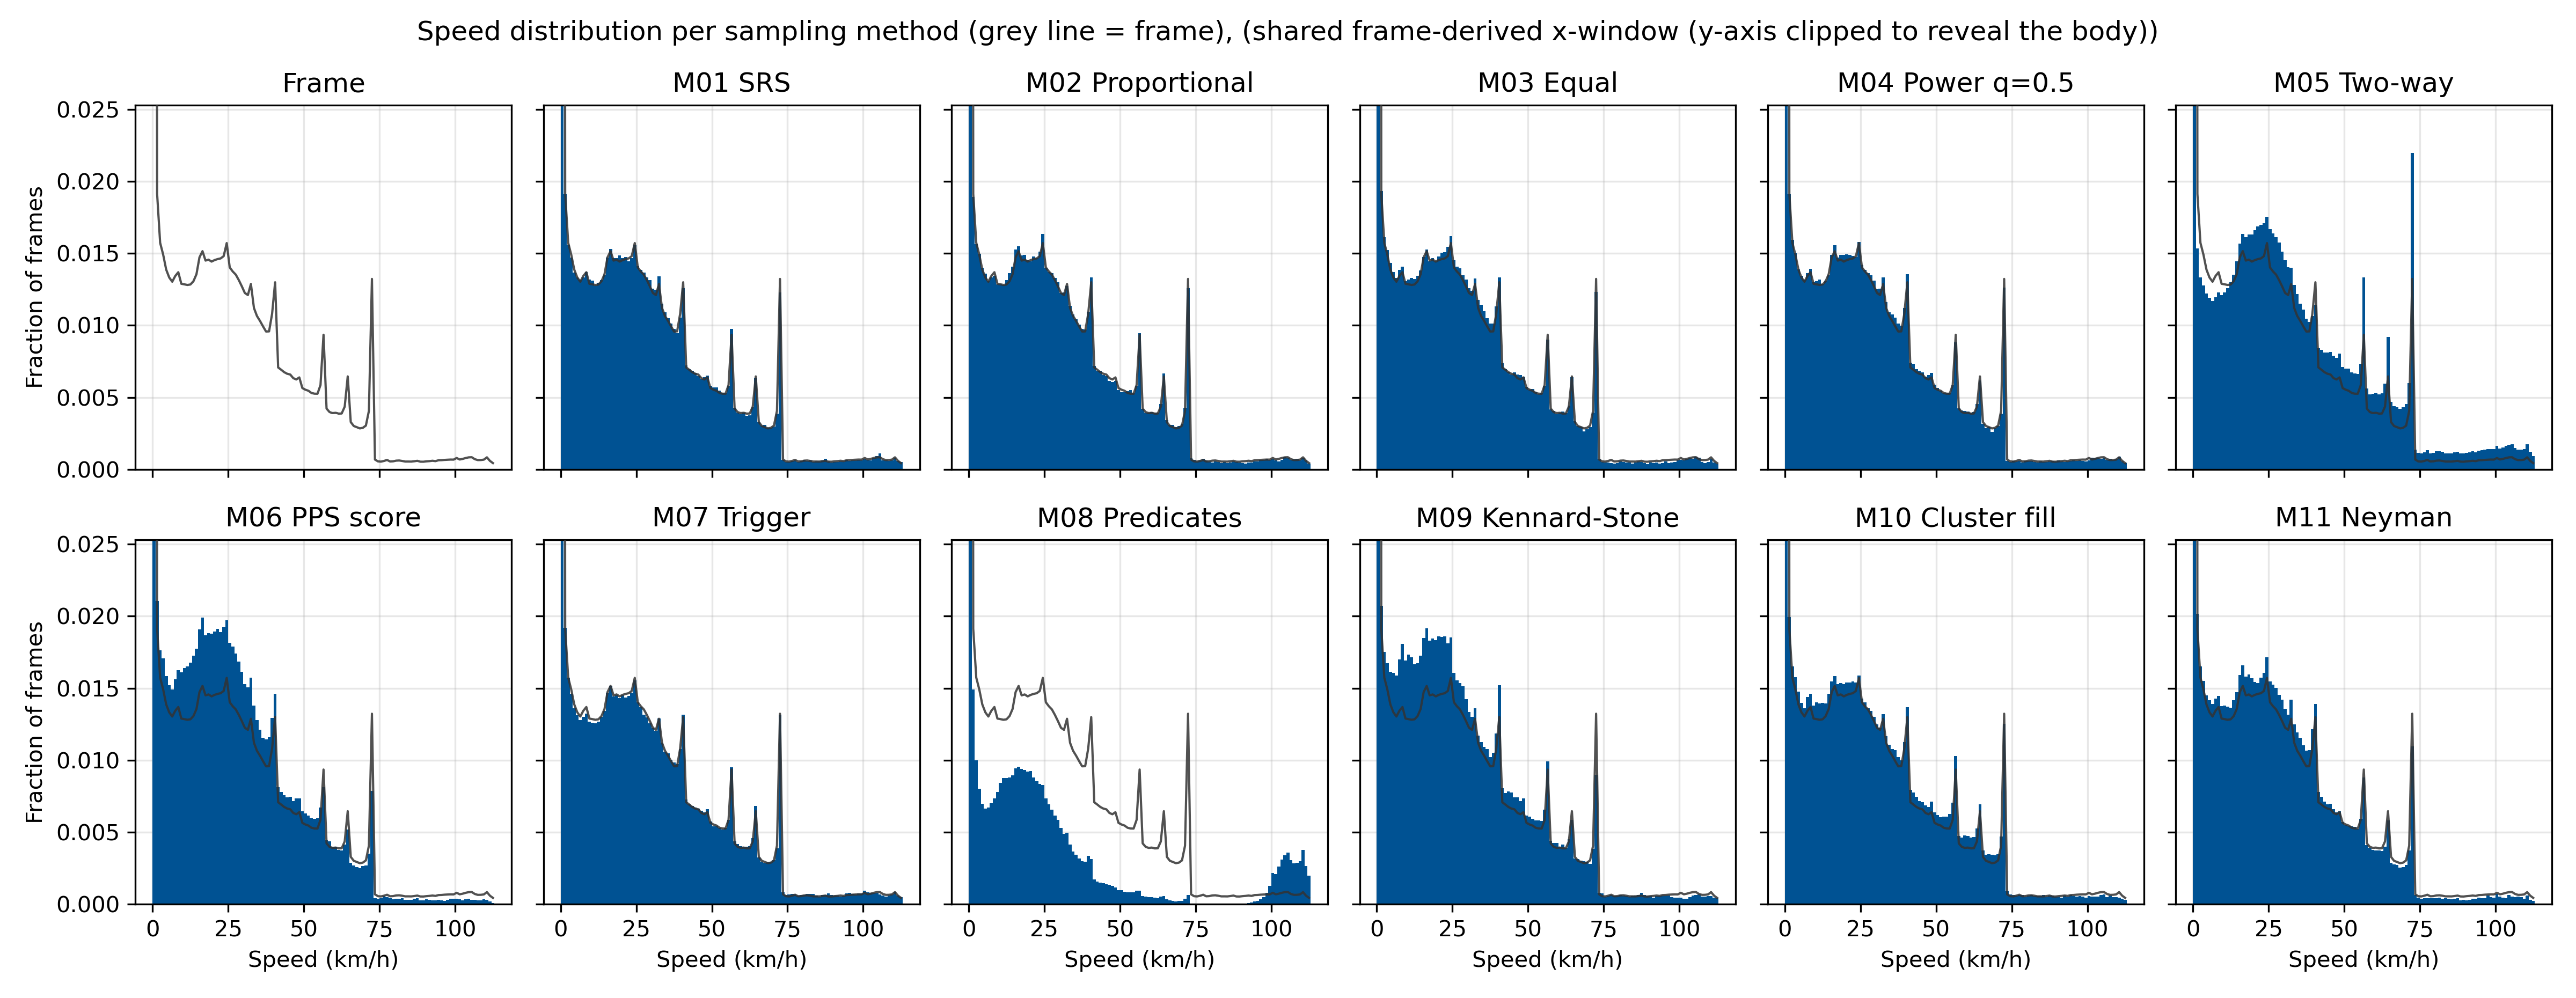 Speed distribution per sampling method (grey line = frame), (shared frame-derived x-window (y-axis clipped to reveal the body))
Frame
M01 SRS
M02 Proportional
M03 Equal
M04 Power q=0.5
M05 Two-way
Fraction of frames
0.025
0.020
0.015
0.010
0.005
0.000
M06 PPS score
M07 Trigger
M08 Predicates
M09 Kennard-Stone
M10 Cluster fill
M11 Neyman
Fraction of frames
0.025
0.020
0.015
0.010
0.005
0.000
0 25 50 75 100
0 25 50 75 100
0 25 50 75 100
0 25 50 75 100
0 25 50 75 100
0 25 50 75 100
Speed (km/h)
Speed (km/h)
Speed (km/h)
Speed (km/h)
Speed (km/h)
Speed (km/h)